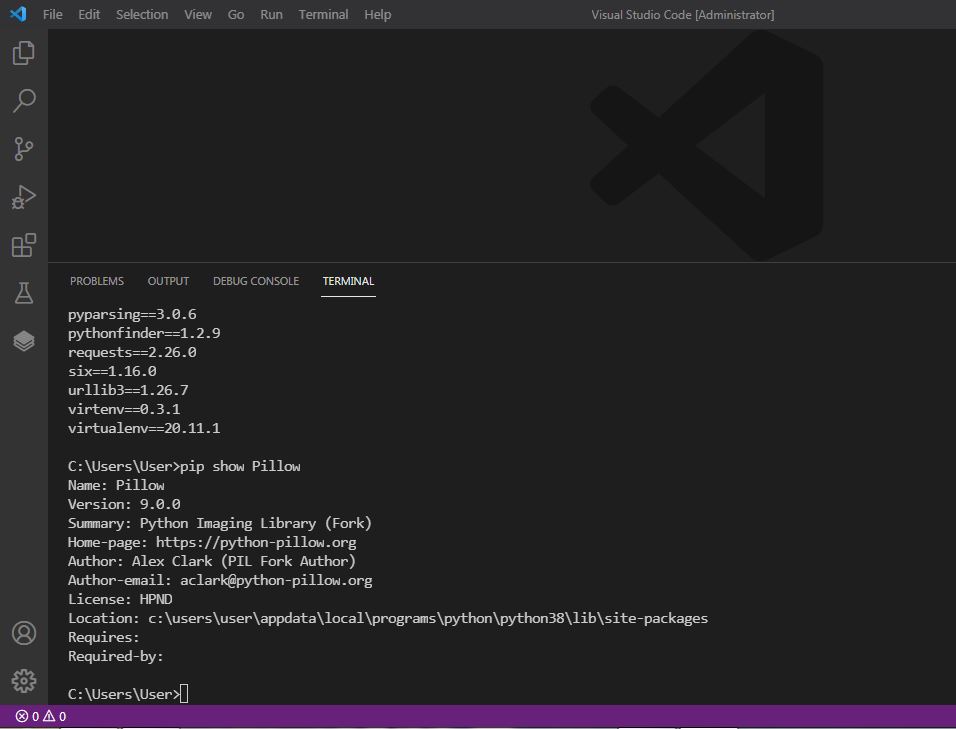 File Edit Selection View Go Run Terminal Help Visual Studio Code [Administrator]
PROBLEMS OUTPUT DEBUG CONSOLE TERMINAL
pyparsing==3.0.6
pythonfinder==1.2.9
requests==2.26.0
six==1.16.0
urllib3==1.26.7
virtenv==0.3.1
virtualenv==20.11.1
C:\Users\User>pip show Pillow
Name: Pillow
Version: 9.0.0
Summary: Python Imaging Library (Fork)
Home-page: https://python-pillow.org
Author: Alex Clark (PIL Fork Author)
Author-email: aclark@python-pillow.org
License: HPND
Location: c:\users\user\appdata\local\programs\python\python38\lib\site-packages
Requires:
Required-by:
C:\Users\User>
0 0